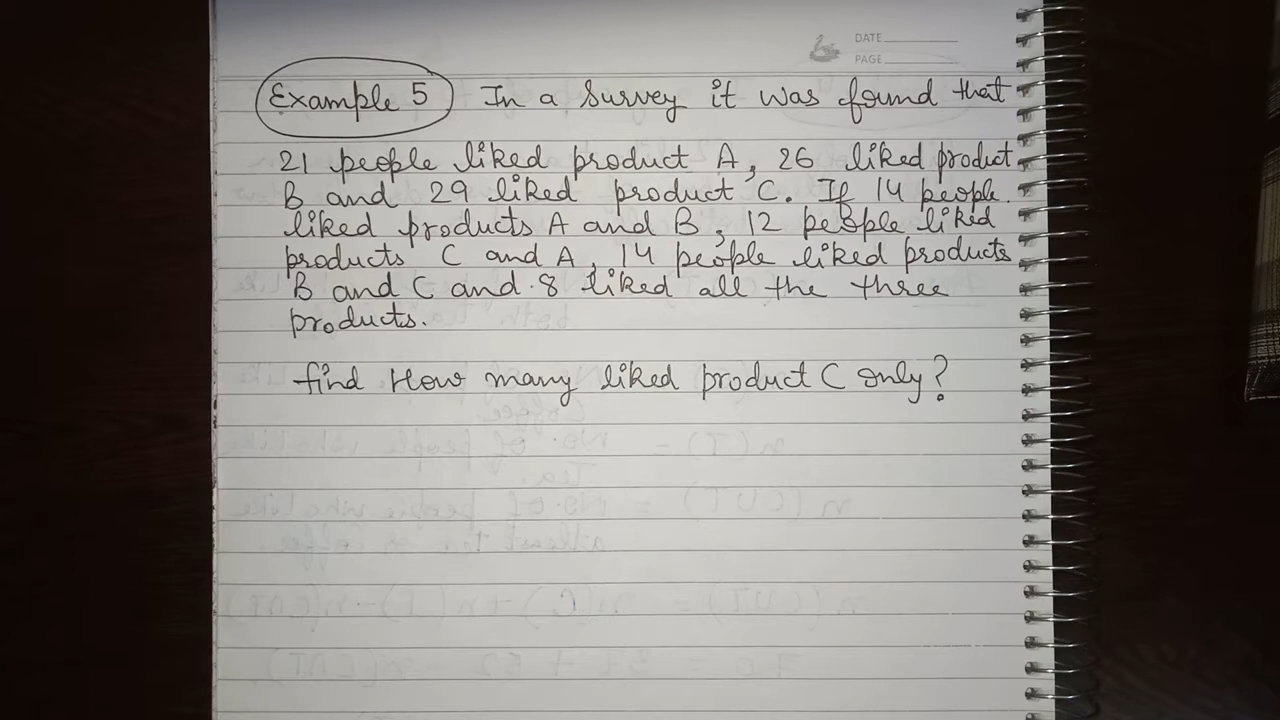 DATE
PAGE
Example 5 In a Survey it was found that
21 people liked product A, 26 liked product
B and 29 liked product C. If 14 people
liked products A and B, 12 people liked
products C and A, 14 people liked products
B and C and 8 liked all the three
products.
find How many liked product C only?